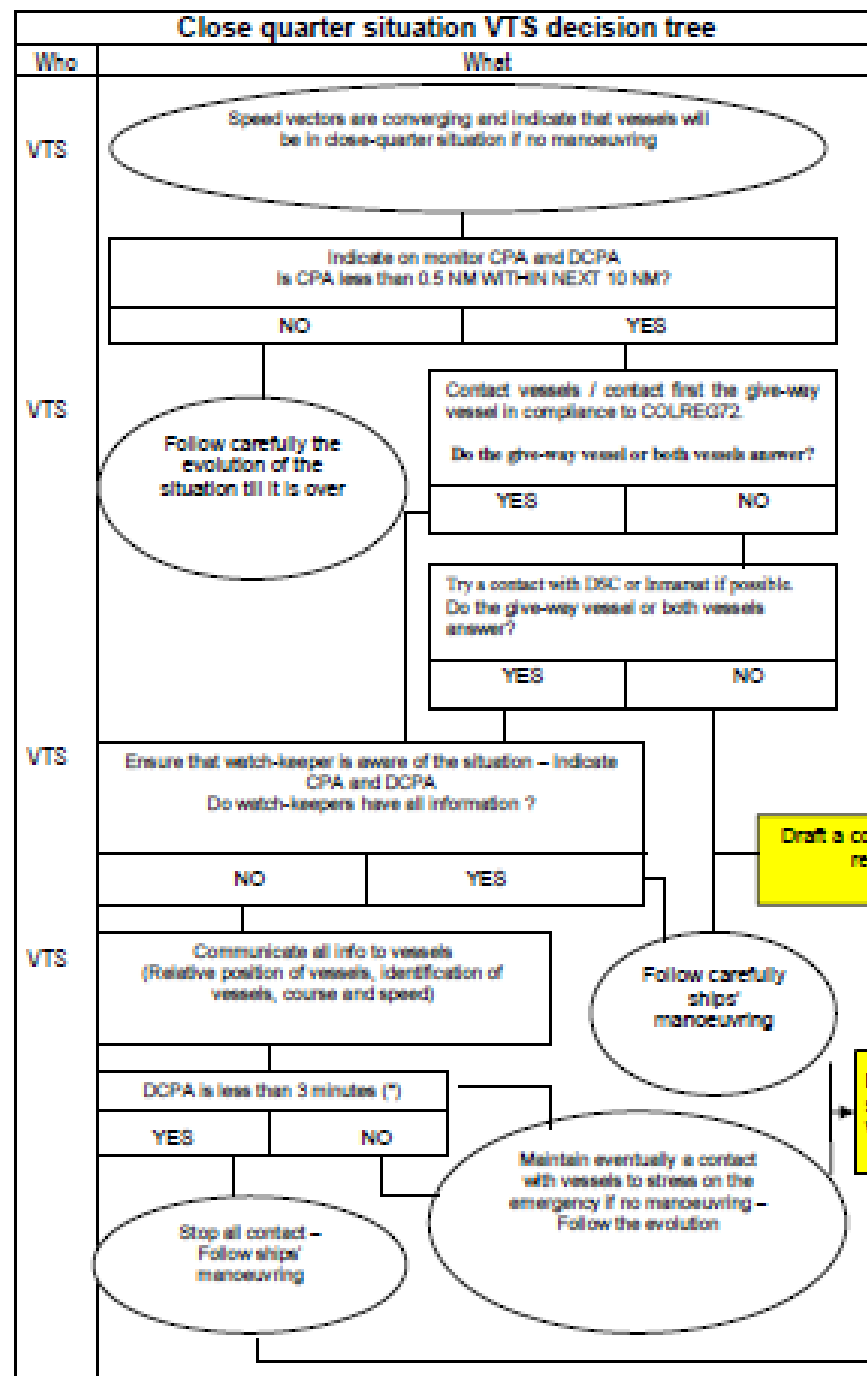 Close quarter situation VTS decision tree
Who
What
VTS
Speed vectors are converging and indicate that vessels will
be in close-quarter situation if no manoeuvring
Indicate on monitor CPA and DCPA
Is CPA less than 0.5 NM WITHIN NEXT 10 NM?
NO
YES
VTS
Contact vessels / contact first the give-way
vessel in compliance to COLREG72.
Do the give-way vessel or both vessels answer?
YES
NO
Follow carefully the
evolution of the
situation till it is over
Try a contact with DSC or Inmarsat if possible.
Do the give-way vessel or both vessels
answer?
YES
NO
VTS
Ensure that watch-keeper is aware of the situation – Indicate
CPA and DCPA
Do watch-keepers have all information ?
NO
YES
Draft a co
re
VTS
Communicate all info to vessels
(Relative position of vessels, identification of
vessels, course and speed)
Follow carefully
ships'
manoeuvring
DCPA is less than 3 minutes (*)
YES
NO
Maintain eventually a contact
with vessels to stress on the
emergency if no manoeuvring –
Follow the evolution
Stop all contact –
Follow ships'
manoeuvring